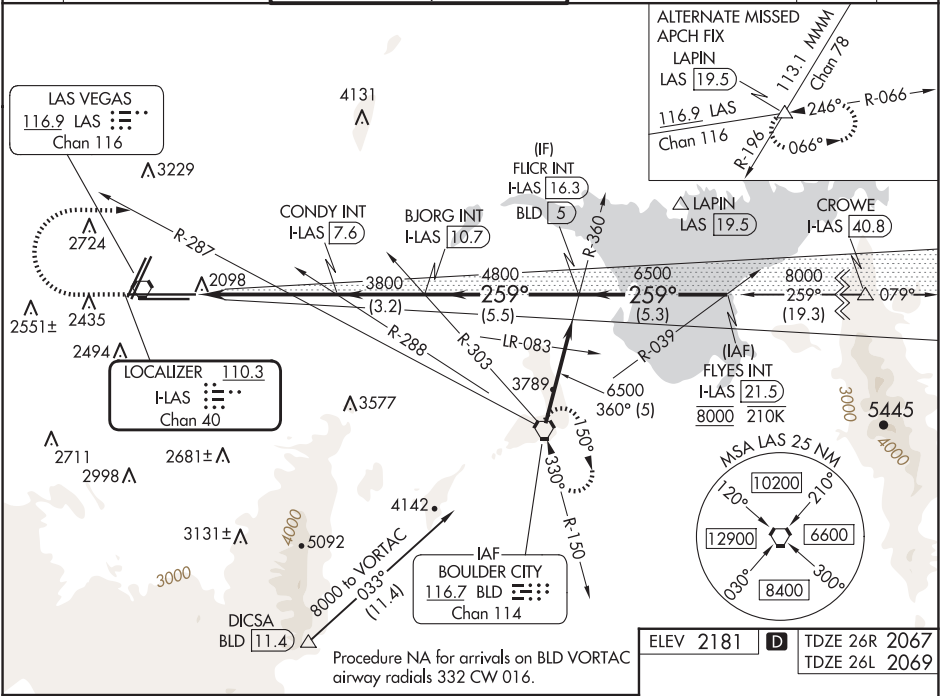 ALTERNATE MISSED
APCH FIX
LAPIN
LAS 19.5
113.1 MMM
Chan 78
116.9 LAS
Chan 116
246°
R-066
066°
R-196
LAS VEGAS
116.9 LAS
Chan 116
4131
3229
2724
R-287
CONDY INT
I-LAS 7.6
BJORG INT
I-LAS 10.7
(IF)
FLICR INT
I-LAS 16.3
BLD 5
R-360
LAPIN
LAS 19.5
CROWE
I-LAS 40.8
2098
3800
4800
6500
8000
259°
259°
259°
079°
(3.2)
(5.5)
(5.3)
(19.3)
2551±
2435
2494
R-288
R-303
LR-083
R-039
(IAF)
FLYES INT
I-LAS 21.5
8000 210K
LOCALIZER 110.3
I-LAS
Chan 40
3789
6500
360° (5)
3577
3000
5445
4000
2711
2998
2681±
150°
330°
R-150
MSA LAS 25 NM
10200
120°
210°
12900
6600
030°
300°
8400
4142
3131±
4000
5092
3000
8000 to VORTAC
033°
(11.4)
IAF
BOULDER CITY
116.7 BLD
Chan 114
DICSA
BLD 11.4
Procedure NA for arrivals on BLD VORTAC
airway radials 332 CW 016.
ELEV 2181 D TDZE 26R 2067
TDZE 26L 2069